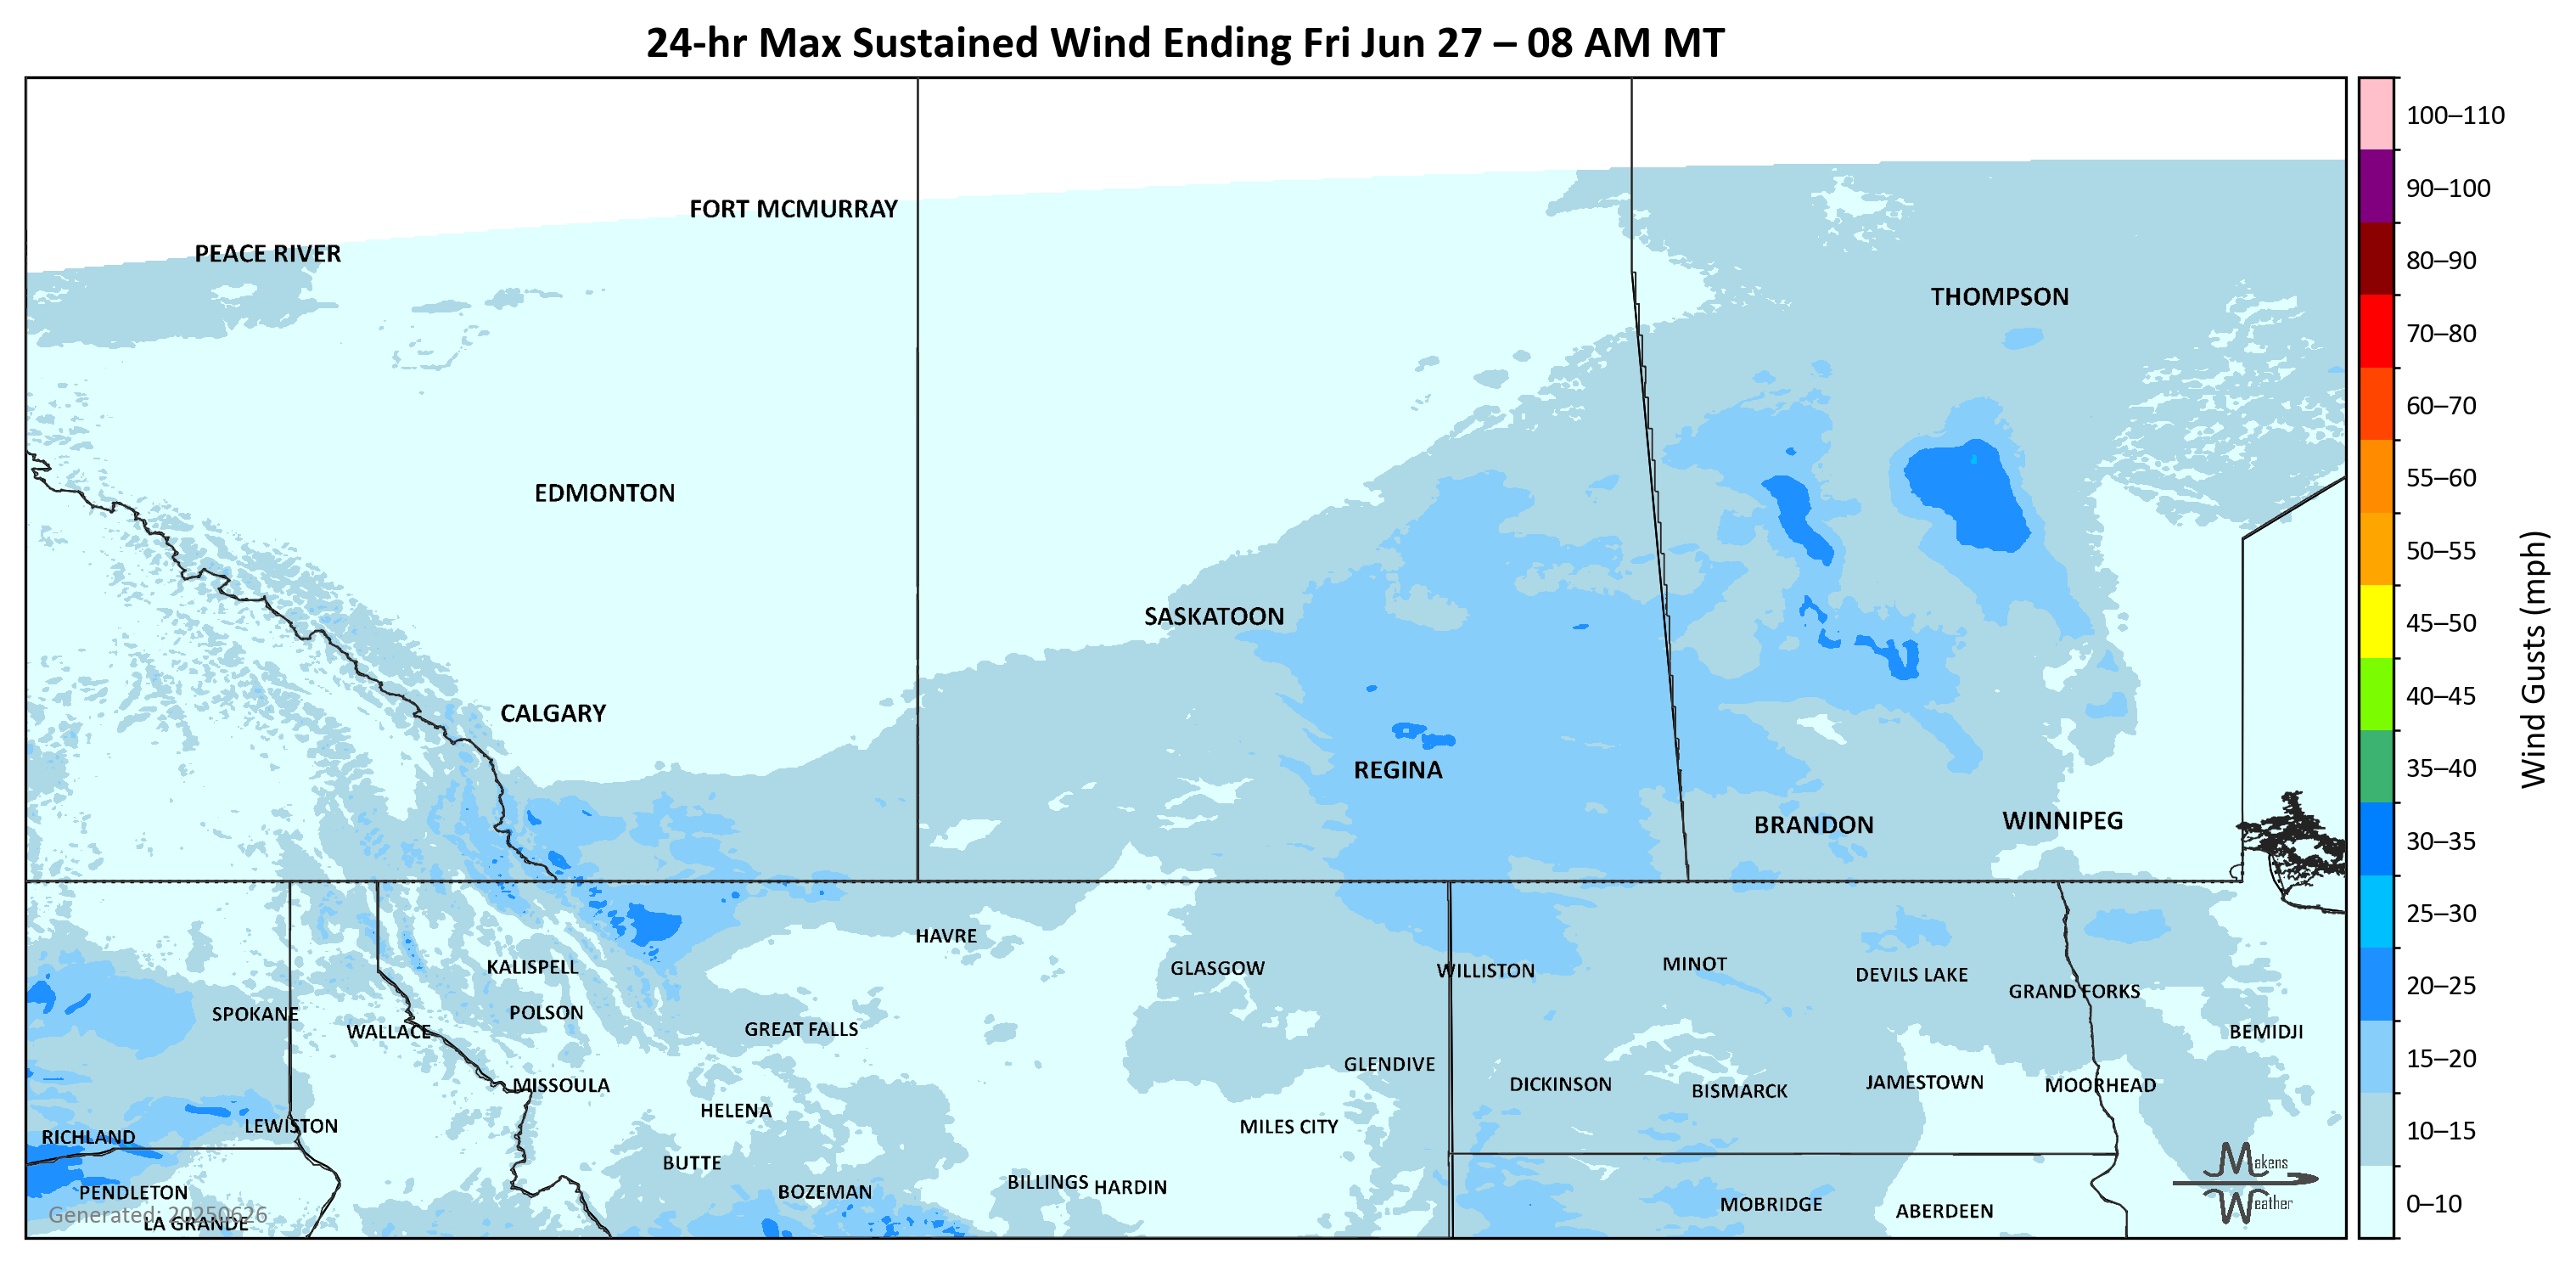 24-hr Max Sustained Wind Ending Fri Jun 27 – 08 AM MT
FORT MCMURRAY
PEACE RIVER
THOMPSON
EDMONTON
SASKATOON
CALGARY
REGINA
BRANDON
WINNIPEG
HAVRE
KALISPELL
GLASGOW
WILLISTON
MINOT
DEVILS LAKE
GRAND FORKS
SPOKANE
WALLACE
POLSON
GREAT FALLS
BEMIDJI
GLENDIVE
MISSOULA
DICKINSON
BISMARCK
JAMESTOWN
MOORHEAD
HELENA
RICHLAND
LEWISTON
MILES CITY
BUTTE
PENDLETON
BOZEMAN
BILLINGS
HARDIN
MOBRIDGE
ABERDEEN
Generated: 20250626
LA GRANDE
Makens
Weather
100–110
90–100
80–90
70–80
60–70
55–60
50–55
45–50
40–45
35–40
30–35
25–30
20–25
15–20
10–15
0–10
Wind Gusts (mph)